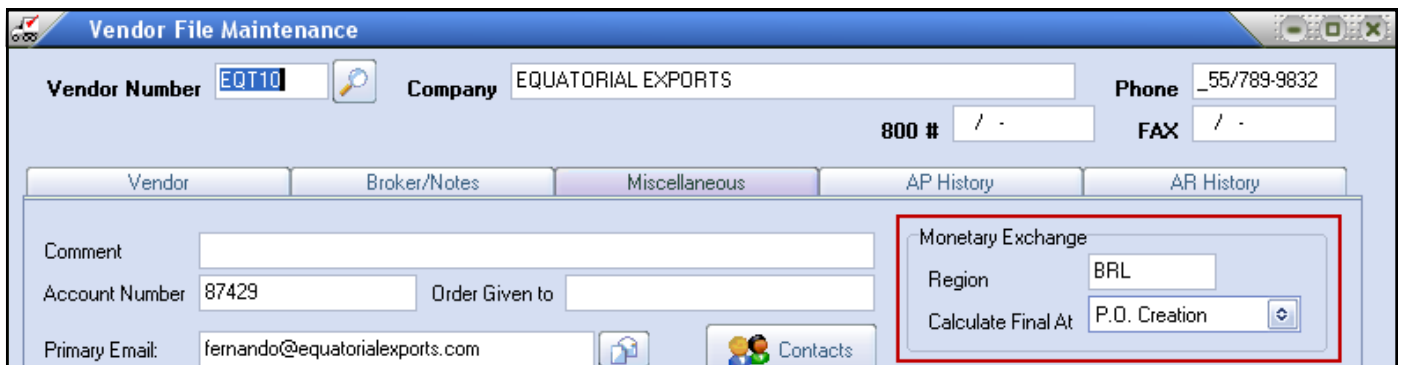 Vendor File Maintenance
Vendor Number EQT10 Company EQUATORIAL EXPORTS Phone _55/789-9832
800 # / - FAX / -
Vendor Broker/Notes Miscellaneous AP History AR History
Monetary Exchange
Comment
Region BRL
Account Number 87429 Order Given to
Calculate Final At P.O. Creation
Primary Email: fernando@equatorialexports.com Contacts